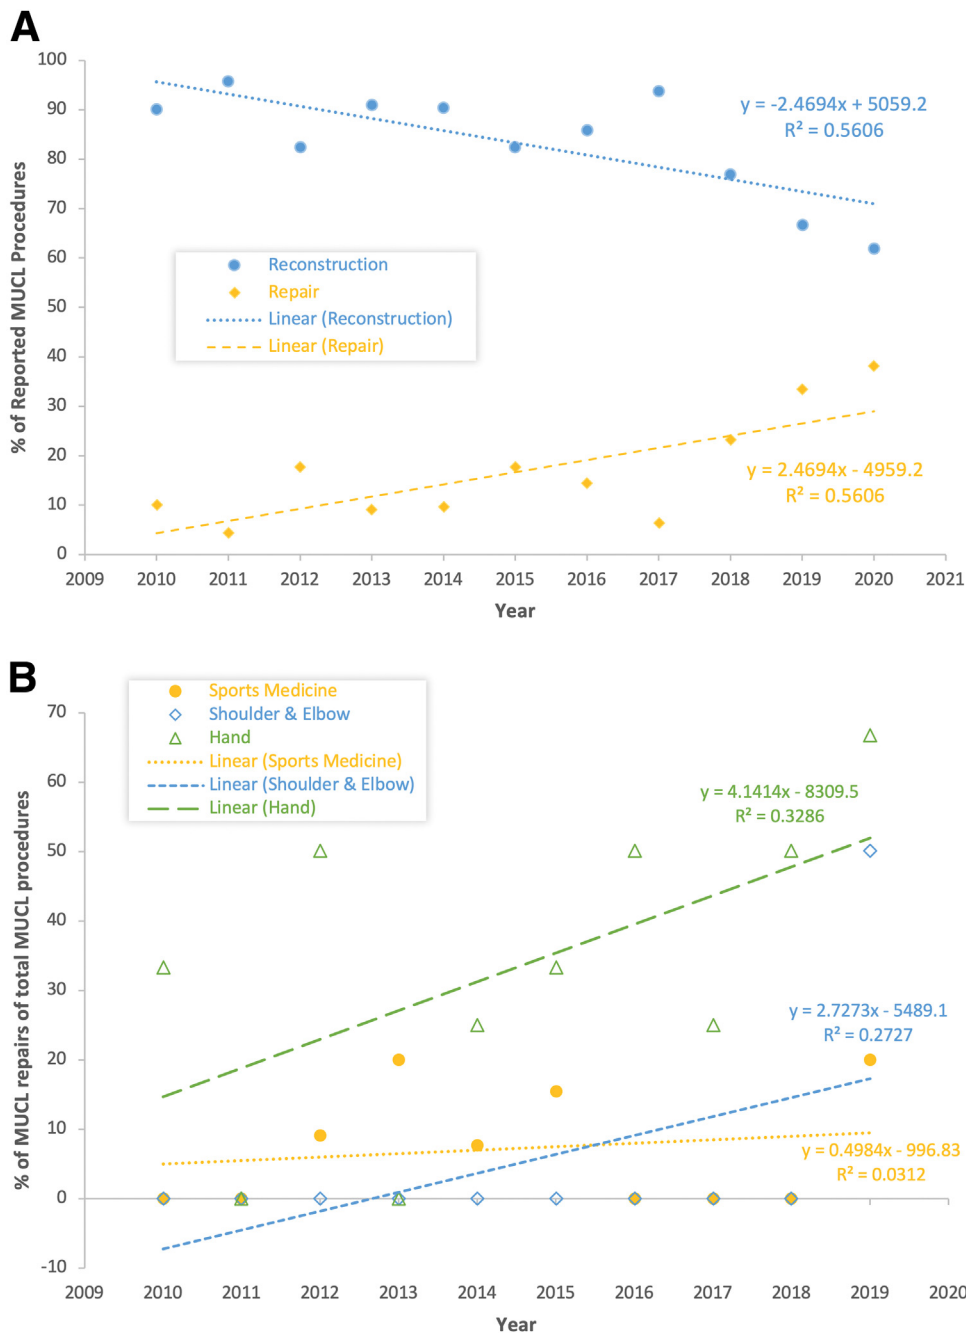 A
100
90
80
70
60
50
40
30
20
10
0
% of Reported MUCL Procedures
y = -2.4694x + 5059.2
R² = 0.5606
Reconstruction
Repair
Linear (Reconstruction)
Linear (Repair)
y = 2.4694x - 4959.2
R² = 0.5606
2009 2010 2011 2012 2013 2014 2015 2016 2017 2018 2019 2020 2021
Year
B
Sports Medicine
Shoulder & Elbow
Hand
Linear (Sports Medicine)
Linear (Shoulder & Elbow)
Linear (Hand)
70
60
50
40
30
20
10
0
-10
% of MUCL repairs of total MUCL procedures
y = 4.1414x - 8309.5
R² = 0.3286
y = 2.7273x - 5489.1
R² = 0.2727
y = 0.4984x - 996.83
R² = 0.0312
2009 2010 2011 2012 2013 2014 2015 2016 2017 2018 2019 2020
Year